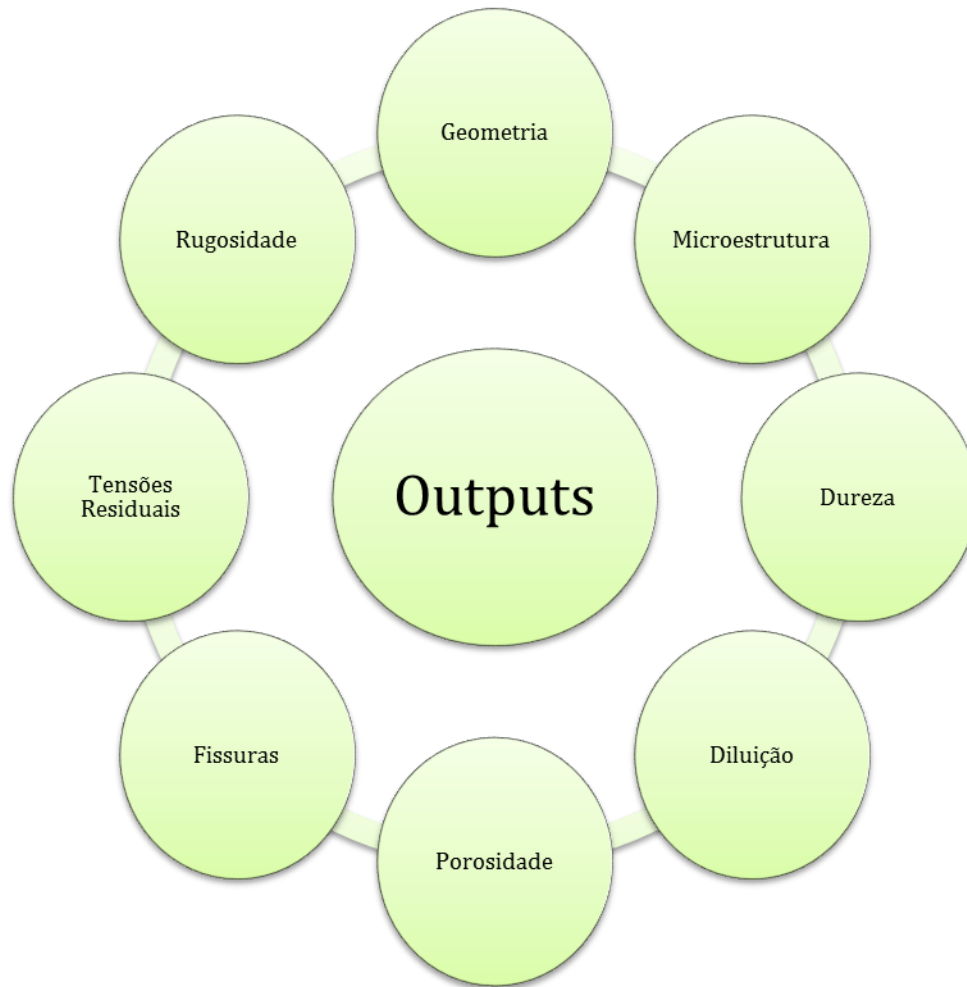 Geometria
Microestrutura
Dureza
Diluição
Porosidade
Fissuras
Tensões
Residuais
Rugosidade
Outputs